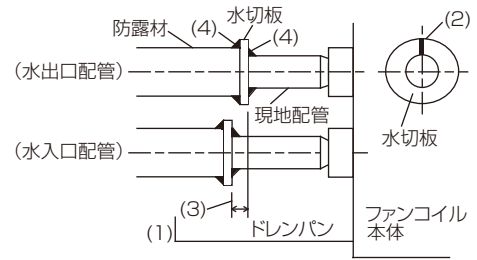 水切板
(2)
防露材
(4)
(4)
(水出口配管)
現地配管
水切板
(水入口配管)
(3)
(1)
ドレンパン
ファンコイル
本体